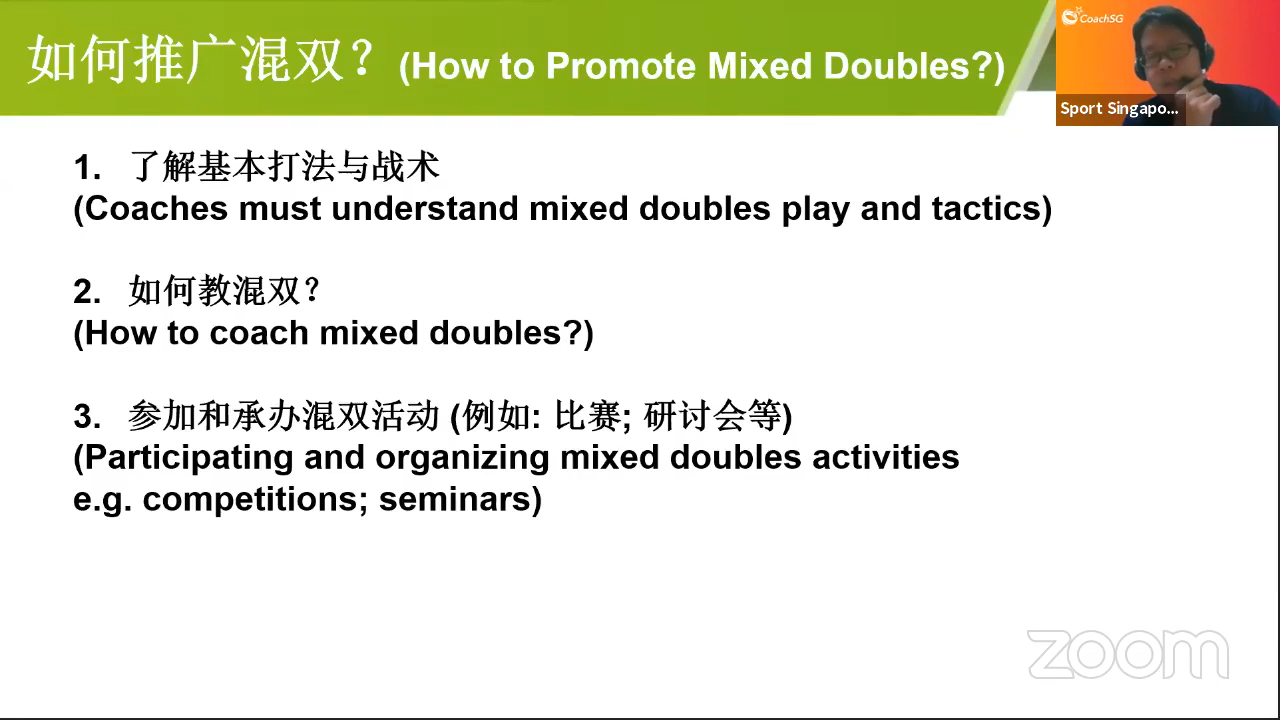 如何推广混双？(How to Promote Mixed Doubles?)
CoachSG
Sport Singapo...
1. 了解基本打法与战术
(Coaches must understand mixed doubles play and tactics)
2. 如何教混双？
(How to coach mixed doubles?)
3. 参加和承办混双活动 (例如: 比赛; 研讨会等)
(Participating and organizing mixed doubles activities
e.g. competitions; seminars)
zoom